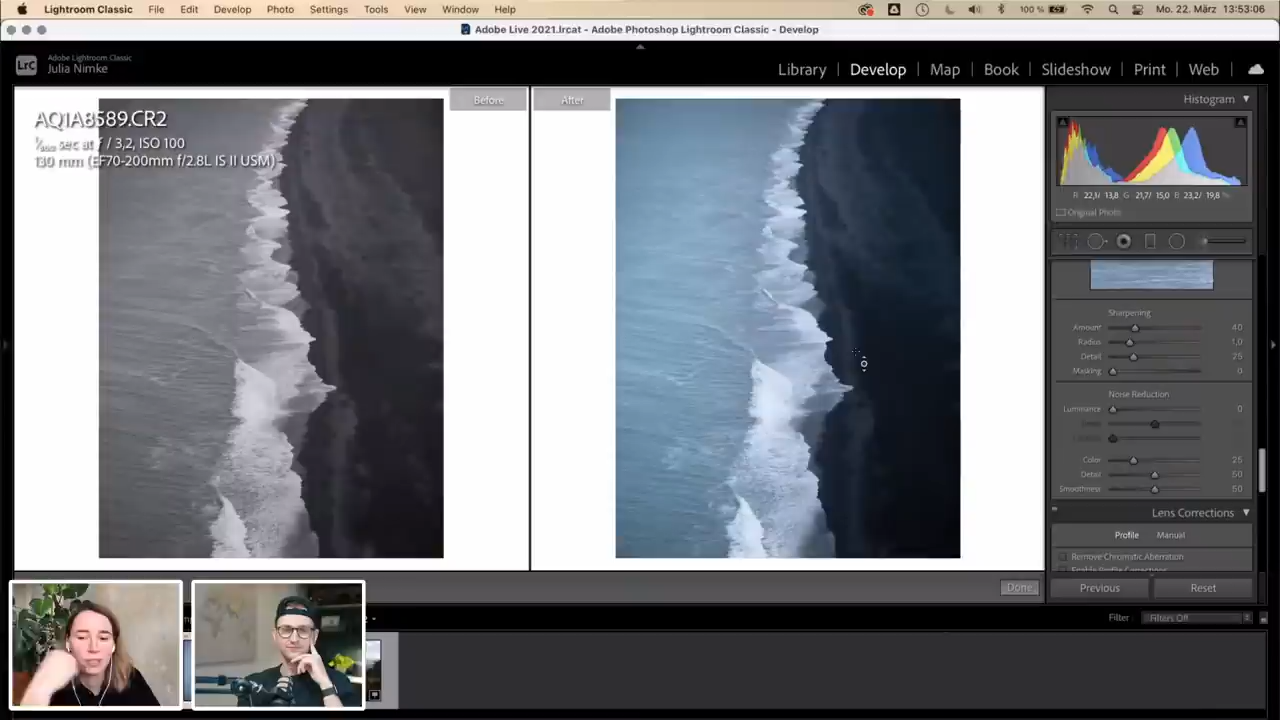 Lightroom Classic File Edit Develop Photo Settings Tools View Window Help 100 % Mo. 22. März 13:53:06
Adobe Live 2021.lrcat - Adobe Photoshop Lightroom Classic - Develop
LrC
Adobe Lightroom Classic
Julia Nimke
Library | Develop | Map | Book | Slideshow | Print | Web
Before
After
AQ1A8589.CR2
sec at f / 3,2, ISO 100
130 mm (EF70-200mm f/2.8L IS II USM)
Histogram
R 22,1/ 13,8 G 21,7/ 15,0 B 23,2/ 19,8 %
Original Photo
Sharpening
Amount 40
Radius 1,0
Detail 25
Masking 0
Noise Reduction
Luminance 0
Color 25
Detail 50
Smoothness 50
Lens Corrections
Profile Manual
Remove Chromatic Aberration
Enable Profile Corrections
Done
Previous
Reset
Filter
Filters Off